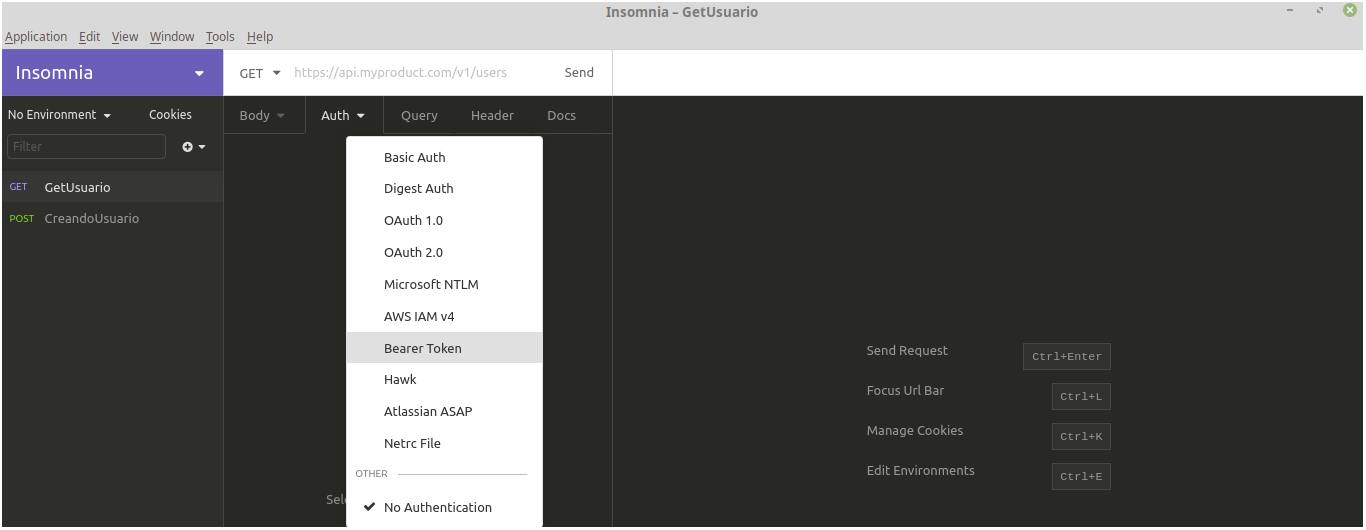 Insomnia – GetUsuario
Application Edit View Window Tools Help
Insomnia
GET https://api.myproduct.com/v1/users Send
No Environment Cookies
Body Auth Query Header Docs
Filter
GET GetUsuario
POST CreandoUsuario
Basic Auth
Digest Auth
OAuth 1.0
OAuth 2.0
Microsoft NTLM
AWS IAM v4
Bearer Token
Hawk
Atlassian ASAP
Netrc File
OTHER
No Authentication
Send Request Ctrl+Enter
Focus Url Bar Ctrl+L
Manage Cookies Ctrl+K
Edit Environments Ctrl+E